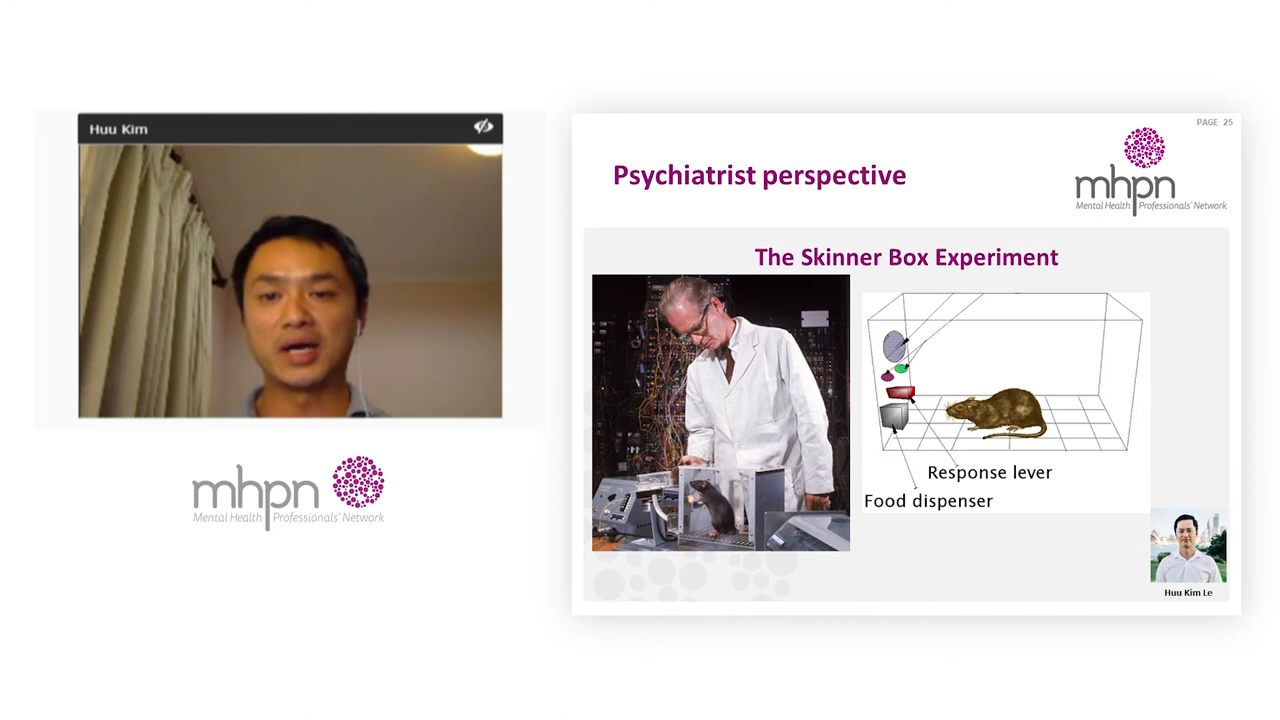 Huu Kim
mhpn
Mental Health Professionals' Network
PAGE 25
Psychiatrist perspective
mhpn
Mental Health Professionals' Network
The Skinner Box Experiment
Response lever
Food dispenser
Huu Kim Le